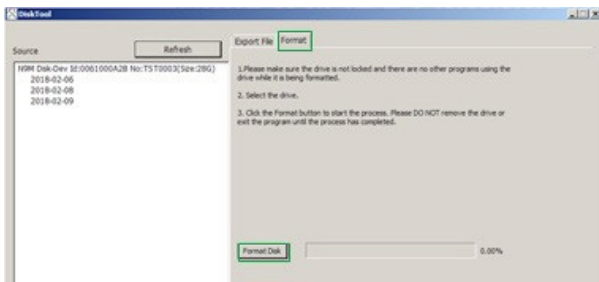 DiskTool
Source
Refresh
Export File
Format
N9M Disk-Dev Id:0061000A28 No:TST0003(Size:28G)
2018-02-06
2018-02-08
2018-02-09
1.Please make sure the drive is not locked and there are no other programs using the
drive while it is being formatted.
2. Select the drive.
3. Click the Format button to start the process. Please DO NOT remove the drive or
exit the program until the process has completed.
Format Disk
0.00%